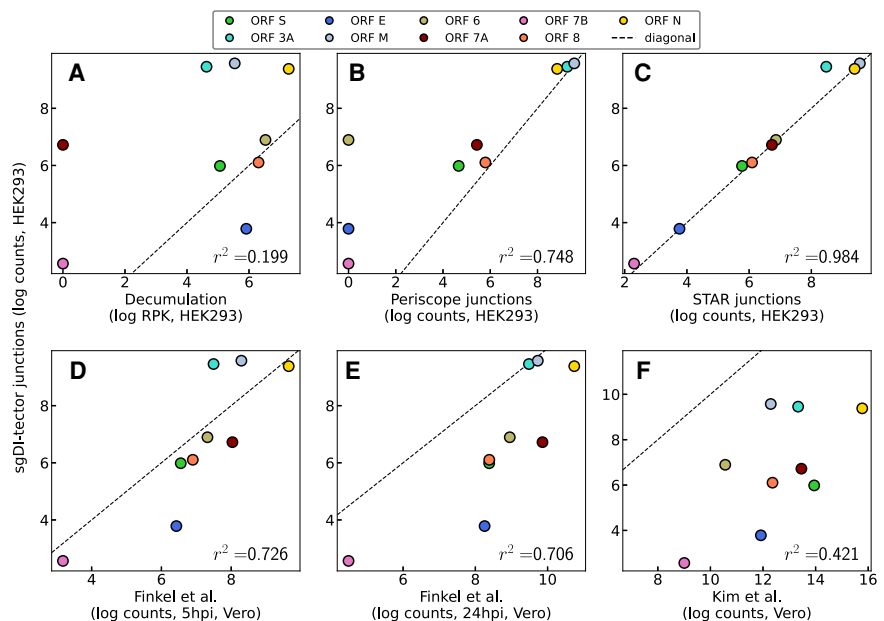 ORF S ORF E ORF 6 ORF 7B ORF N
ORF 3A ORF M ORF 7A ORF 8 diagonal
sgDI-tector junctions (log counts, HEK293)
A
8
6
4
r² =0.199
0 2 4 6
Decumulation
(log RPK, HEK293)
B
8
6
4
r² =0.748
0 2 4 6 8
Periscope junctions
(log counts, HEK293)
C
8
6
4
r² =0.984
2 4 6 8
STAR junctions
(log counts, HEK293)
D
8
6
4
r² =0.726
4 6 8
Finkel et al.
(log counts, 5hpi, Vero)
E
8
6
4
r² =0.706
6 8 10
Finkel et al.
(log counts, 24hpi, Vero)
F
10
8
6
4
r² =0.421
8 10 12 14 16
Kim et al.
(log counts, Vero)